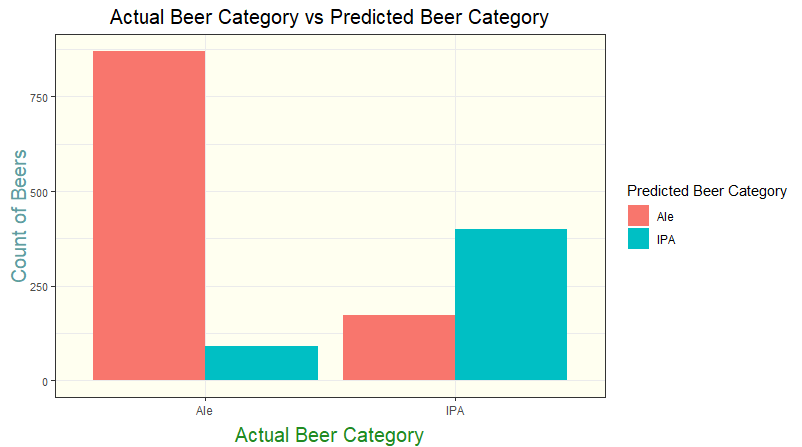 Actual Beer Category vs Predicted Beer Category
Count of Beers
750
500
250
0
Ale
IPA
Actual Beer Category
Predicted Beer Category
Ale
IPA